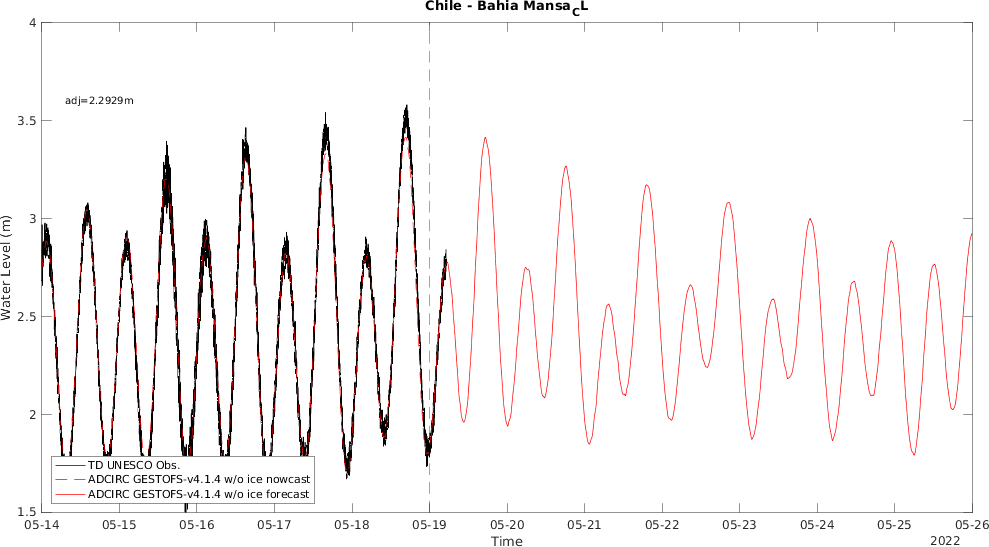 Chile - Bahia Mansa_CL
4
3.5
3
2.5
2
1.5
Water Level (m)
adj=2.2929m
TD UNESCO Obs.
ADCIRC GESTOFS-v4.1.4 w/o ice nowcast
ADCIRC GESTOFS-v4.1.4 w/o ice forecast
05-14 05-15 05-16 05-17 05-18 05-19 05-20 05-21 05-22 05-23 05-24 05-25 05-26
Time
2022